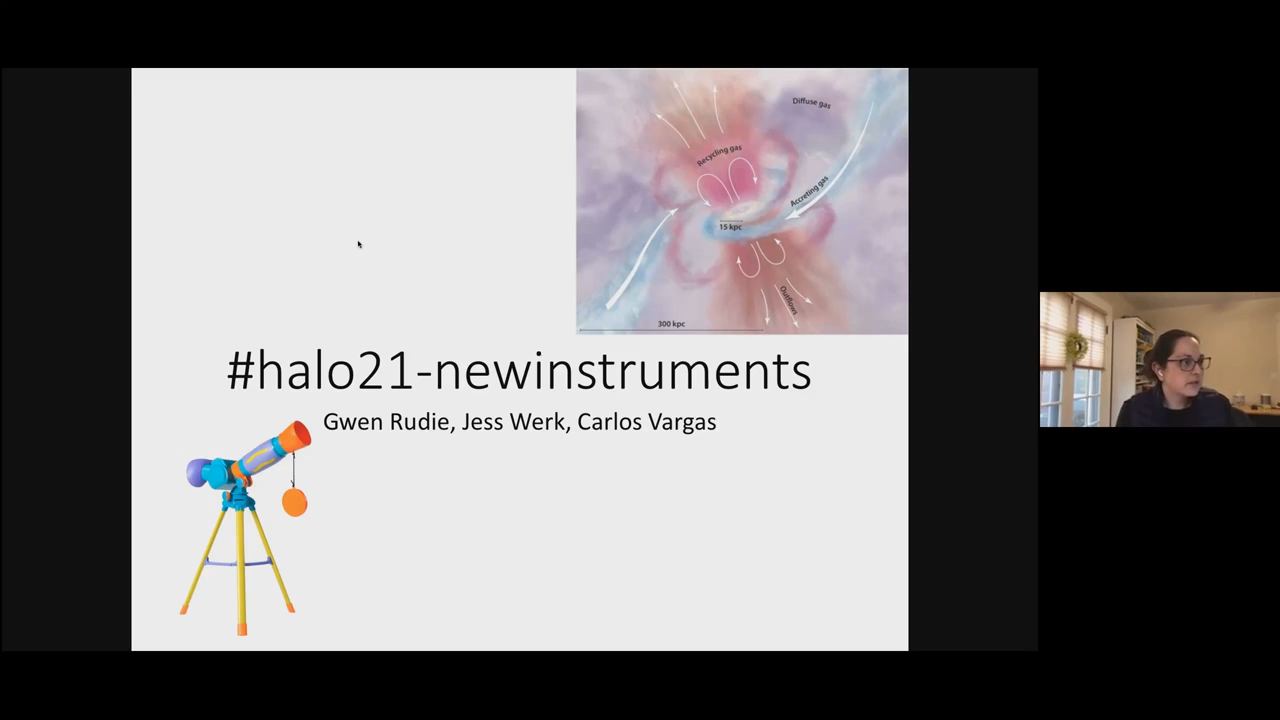 Diffuse gas
Recycling gas
Accreting gas
15 kpc
Outflows
300 kpc
#halo21-newinstruments
Gwen Rudie, Jess Werk, Carlos Vargas